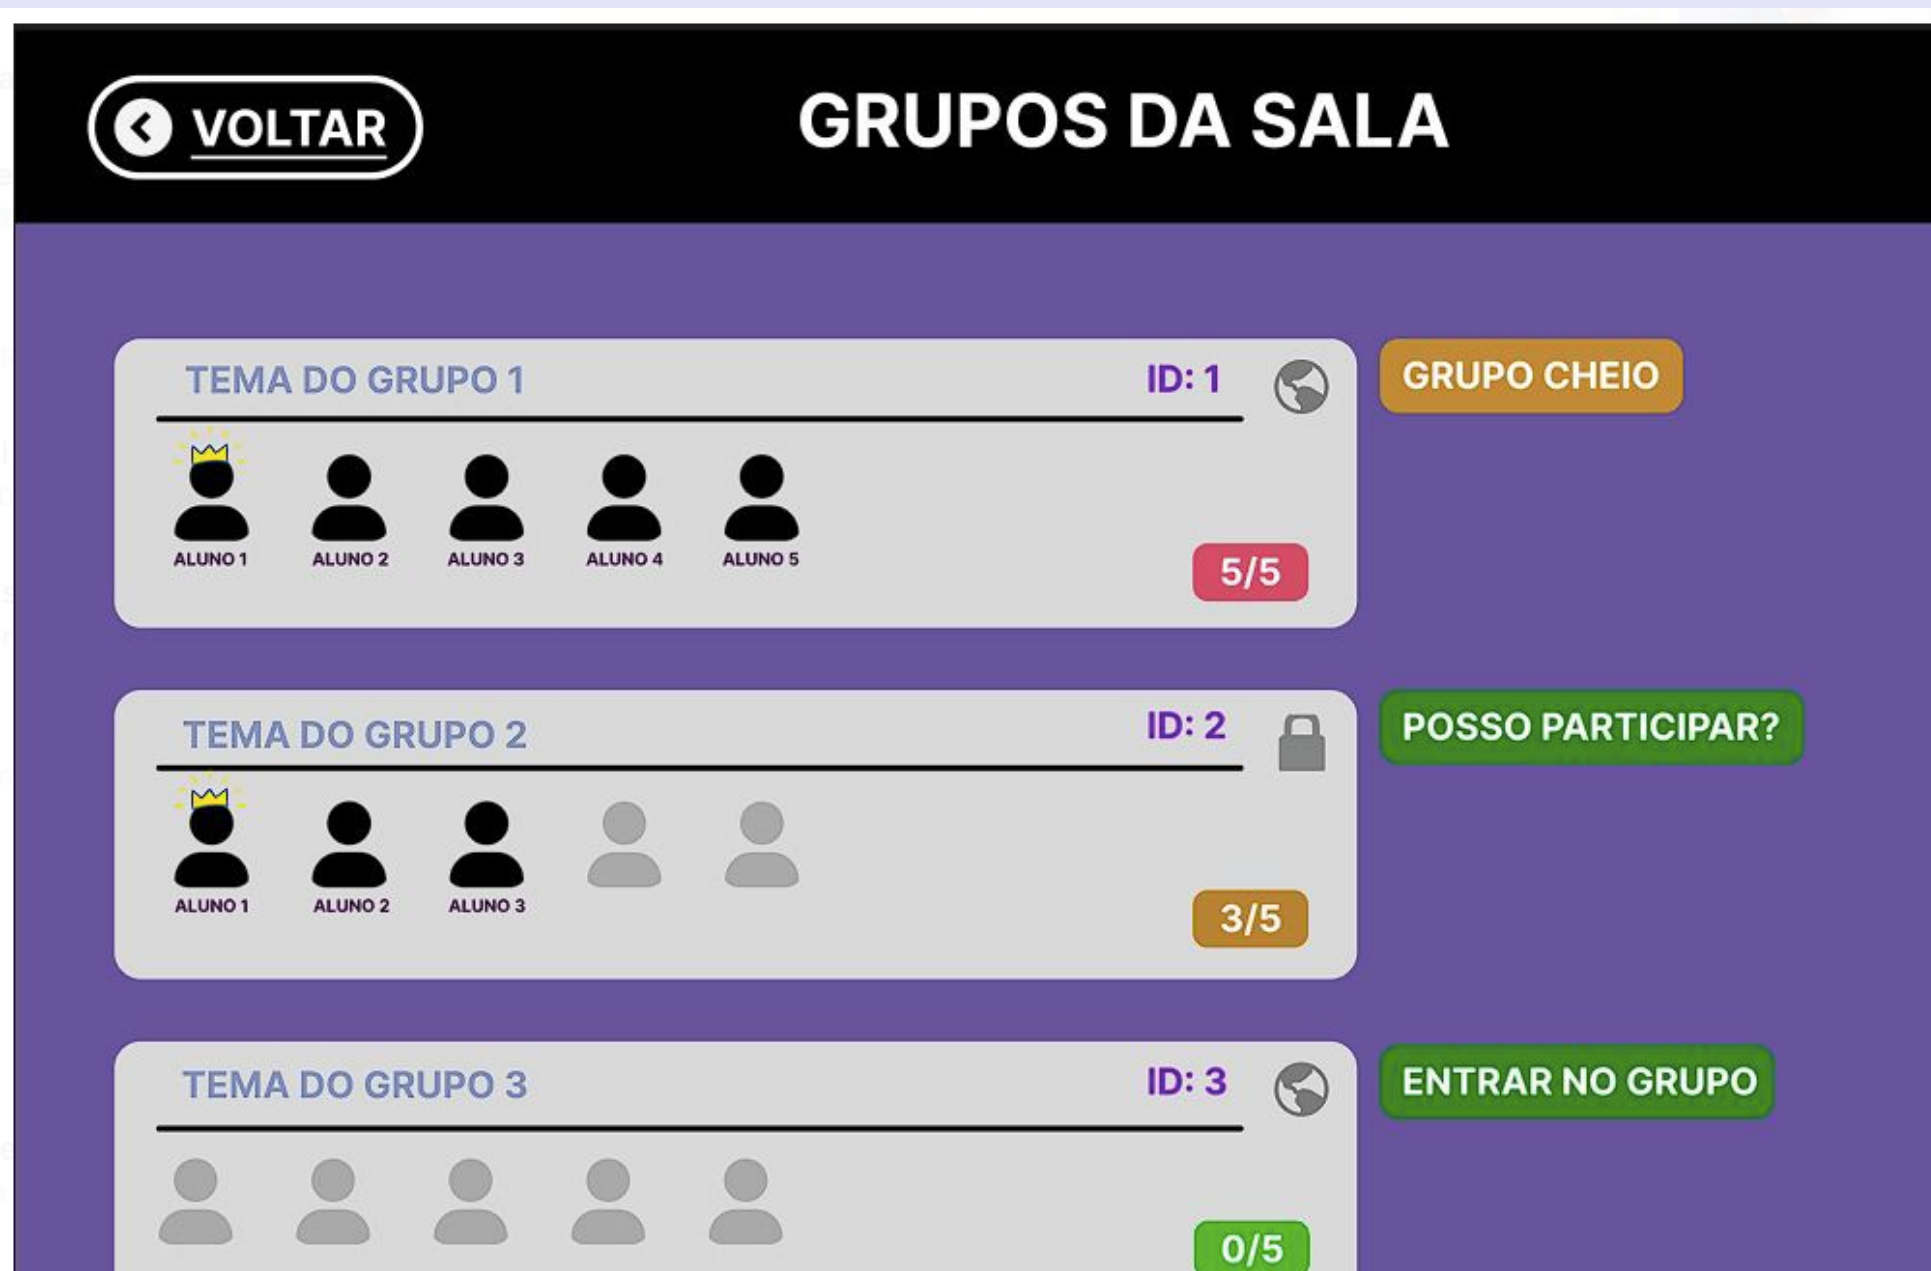 VOLTAR
GRUPOS DA SALA
TEMA DO GRUPO 1
ID: 1
GRUPO CHEIO
ALUNO 1
ALUNO 2
ALUNO 3
ALUNO 4
ALUNO 5
5/5
TEMA DO GRUPO 2
ID: 2
POSSO PARTICIPAR?
ALUNO 1
ALUNO 2
ALUNO 3
3/5
TEMA DO GRUPO 3
ID: 3
ENTRAR NO GRUPO
0/5